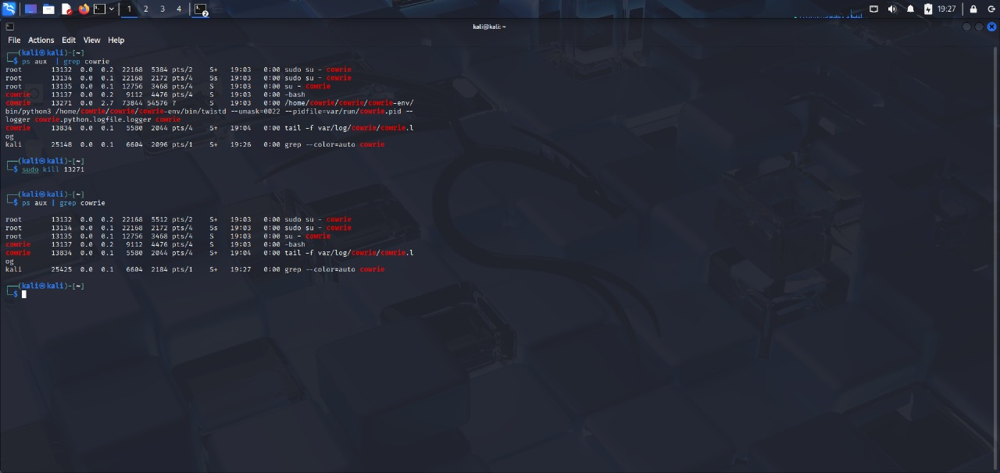 1 2 3 4 2 19:27
kali@kali: ~
File Actions Edit View Help
┌──(kali㉿kali)-[~]
└─$ ps aux  | grep cowrie
root       13132  0.0  0.2  22168  5384 pts/2    S+   19:03   0:00 sudo su - cowrie
root       13134  0.0  0.1  22168  2172 pts/4    Ss   19:03   0:00 sudo su - cowrie
root       13135  0.0  0.1  12756  3468 pts/4    S    19:03   0:00 su - cowrie
cowrie     13137  0.0  0.2   9112  4476 pts/4    S    19:03   0:00 -bash
cowrie     13271  0.0  2.7  73844 54576 ?        S    19:03   0:00 /home/cowrie/cowrie/cowrie-env/
bin/python3 /home/cowrie/cowrie/cowrie-env/bin/twistd --umask=0022 --pidfile=var/run/cowrie.pid --
logger cowrie.python.logfile.logger cowrie
cowrie     13834  0.0  0.1   5580  2044 pts/4    S+   19:04   0:00 tail -f var/log/cowrie/cowrie.l
og
kali       25148  0.0  0.1   6604  2096 pts/1    S+   19:26   0:00 grep --color=auto cowrie
┌──(kali㉿kali)-[~]
└─$ sudo kill 13271
┌──(kali㉿kali)-[~]
└─$ ps aux | grep cowrie
root       13132  0.0  0.2  22168  5512 pts/2    S+   19:03   0:00 sudo su - cowrie
root       13134  0.0  0.1  22168  2172 pts/4    Ss   19:03   0:00 sudo su - cowrie
root       13135  0.0  0.1  12756  3468 pts/4    S    19:03   0:00 su - cowrie
cowrie     13137  0.0  0.2   9112  4476 pts/4    S    19:03   0:00 -bash
cowrie     13834  0.0  0.1   5580  2044 pts/4    S+   19:04   0:00 tail -f var/log/cowrie/cowrie.l
og
kali       25425  0.0  0.1   6604  2184 pts/1    S+   19:27   0:00 grep --color=auto cowrie
┌──(kali㉿kali)-[~]
└─$